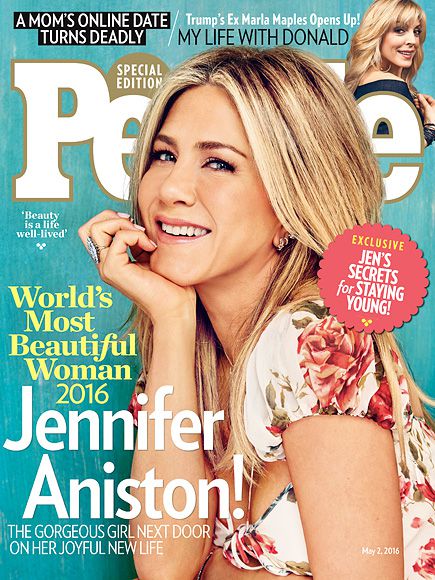 A MOM'S ONLINE DATE
TURNS DEADLY
Trump's Ex Marla Maples Opens Up!
MY LIFE WITH DONALD
SPECIAL
EDITION
Pe le
'Beauty
is a life
well-lived'
EXCLUSIVE
JEN'S
SECRETS
for STAYING
YOUNG!
World's
Most
Beautiful
Woman
2016
Jennifer
Aniston!
THE GORGEOUS GIRL NEXT DOOR
ON HER JOYFUL NEW LIFE
May 2, 2016